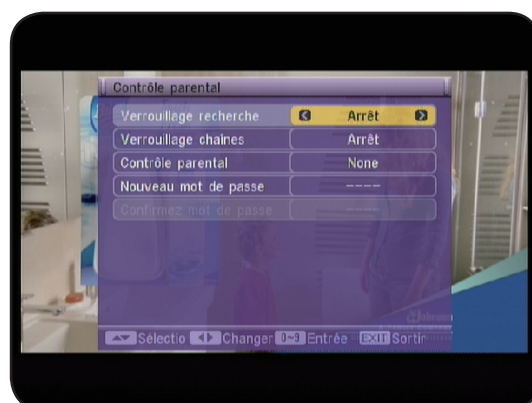 Contrôle parental
Verrouillage recherche Arrêt
Verrouillage chaines Arrêt
Contrôle parental None
Nouveau mot de passe ----
Confirmez mot de passe ----
Sélectio Changer 0~9 Entrée EXIT Sortir